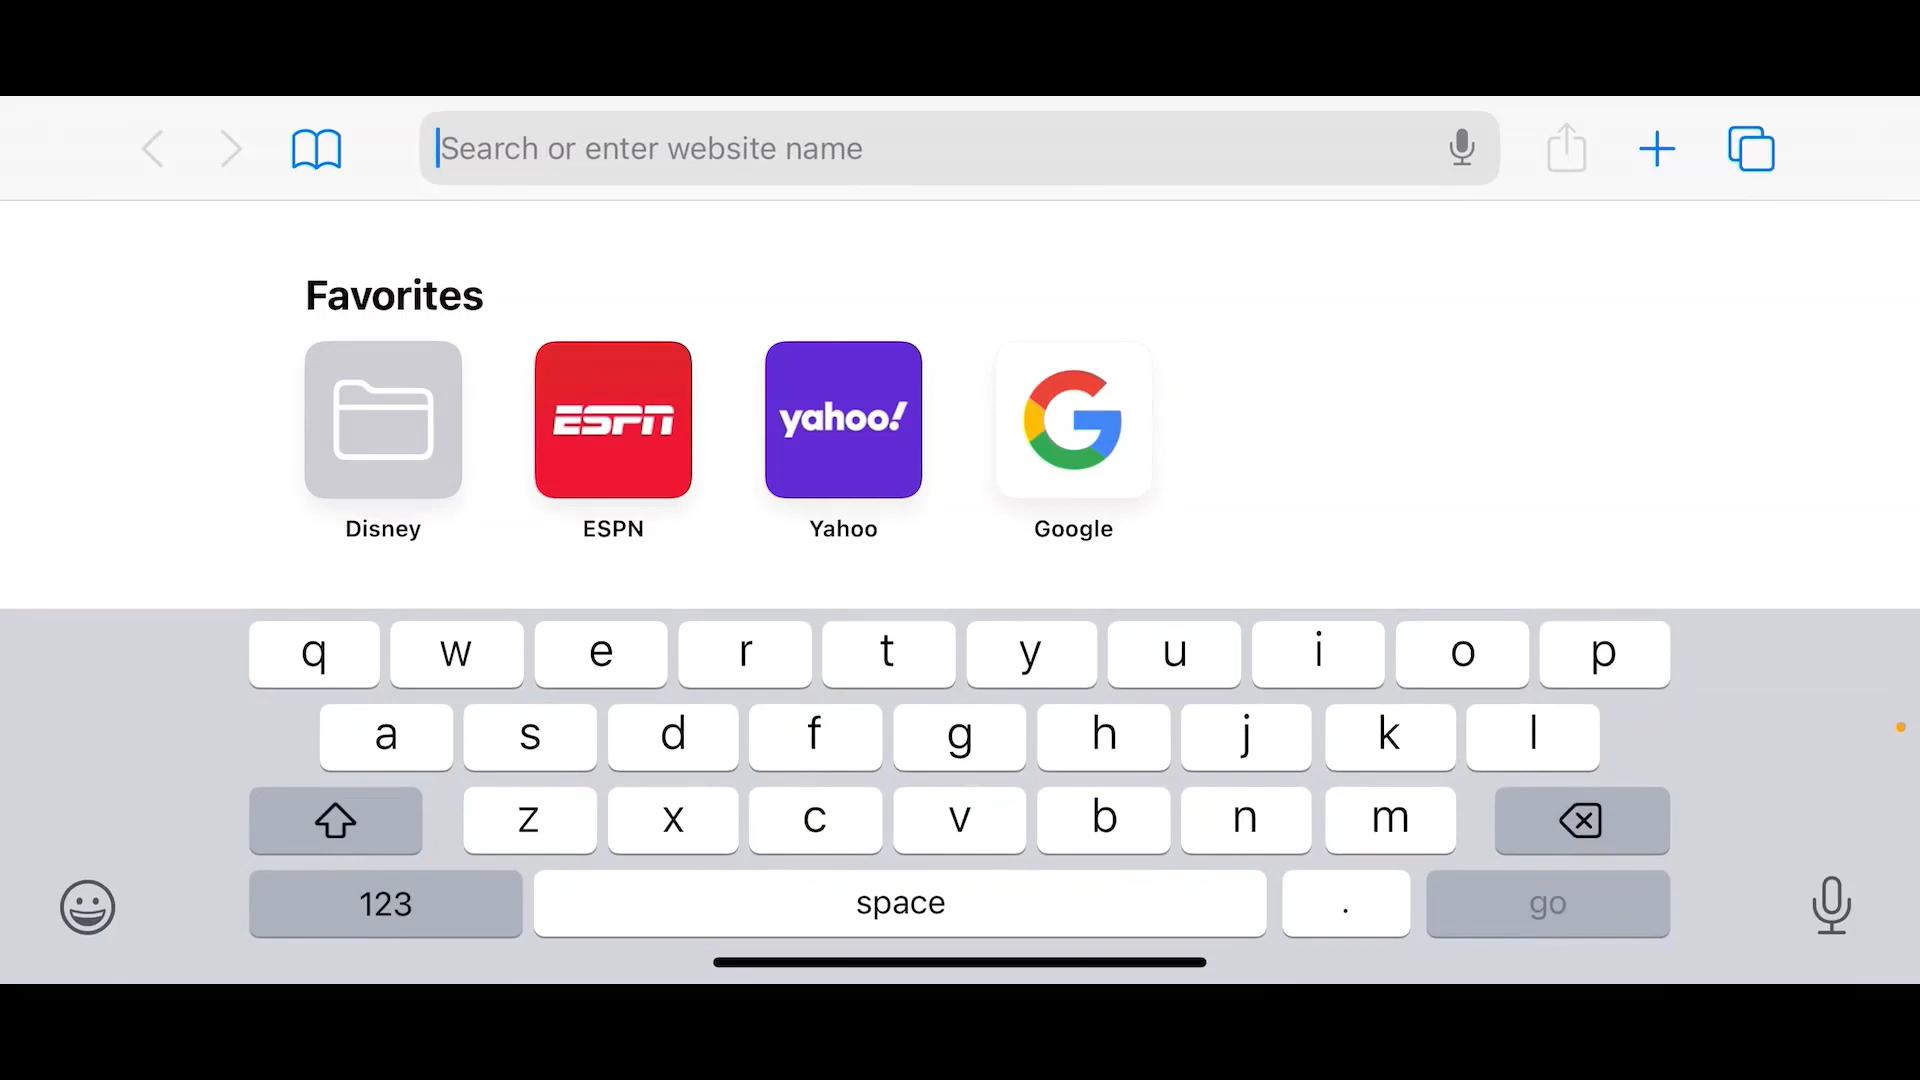 Search or enter website name
Favorites
ESPN
yahoo!
G
Disney
ESPN
Yahoo
Google
q w e r t y u i o p
a s d f g h j k l
z x c v b n m
123
space
.
go